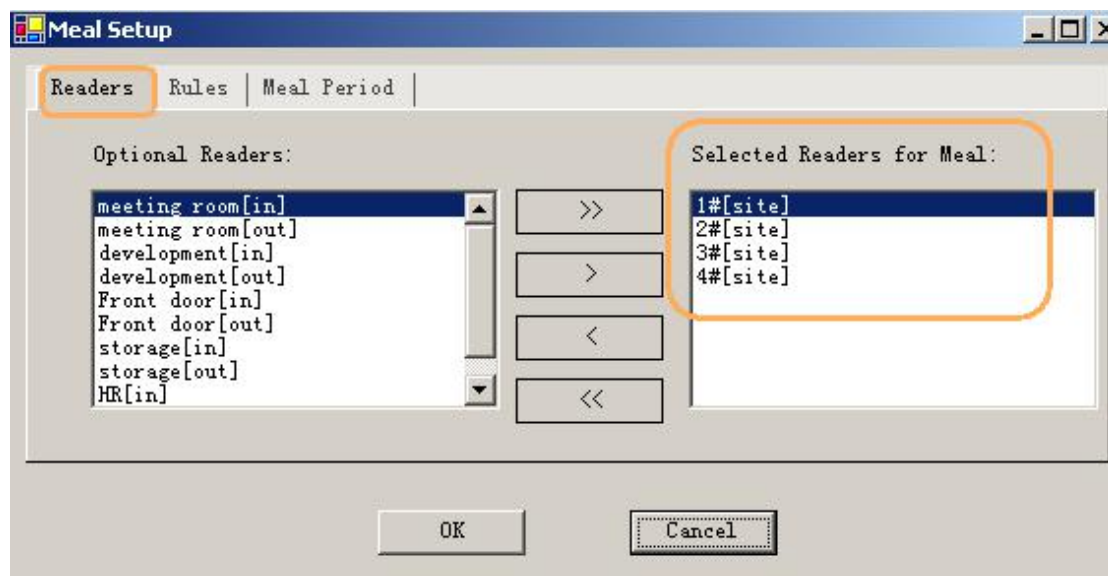 Meal Setup
Readers Rules Meal Period
Optional Readers:
meeting room[in]
meeting room[out]
development[in]
development[out]
Front door[in]
Front door[out]
storage[in]
storage[out]
HR[in]
>>
>
<
<<
Selected Readers for Meal:
1#[site]
2#[site]
3#[site]
4#[site]
OK Cancel